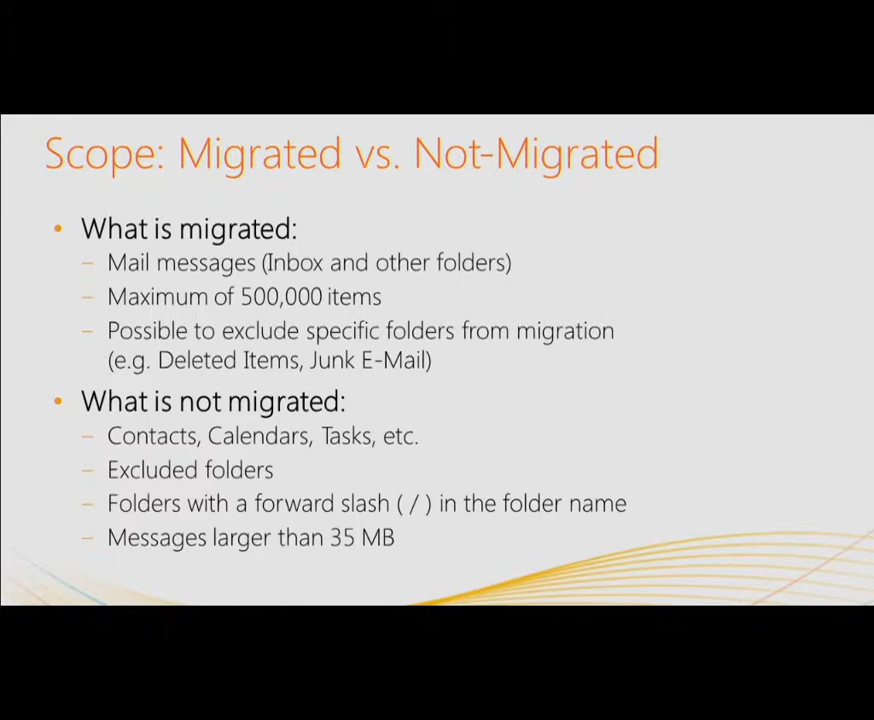 Scope: Migrated vs. Not-Migrated
• What is migrated:
– Mail messages (Inbox and other folders)
– Maximum of 500,000 items
– Possible to exclude specific folders from migration
(e.g. Deleted Items, Junk E-Mail)
• What is not migrated:
– Contacts, Calendars, Tasks, etc.
– Excluded folders
– Folders with a forward slash ( / ) in the folder name
– Messages larger than 35 MB